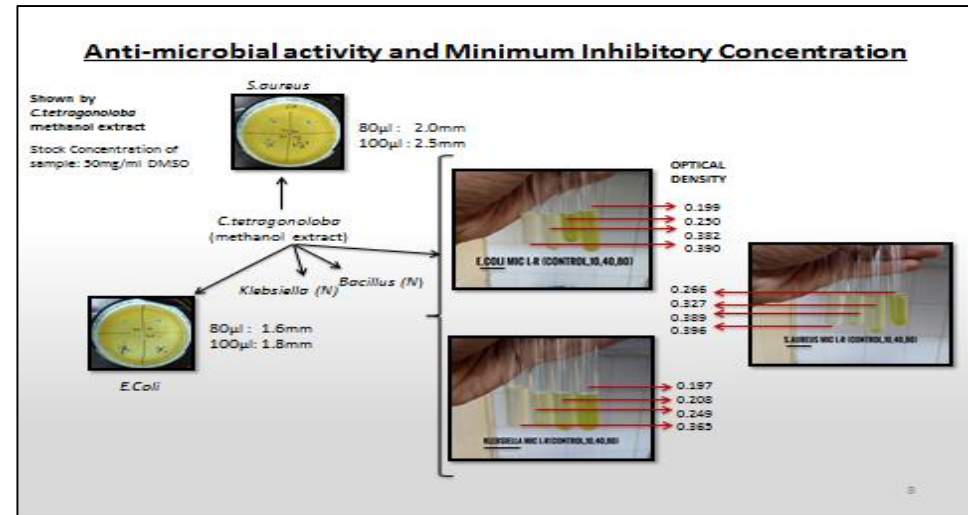 Anti-microbial activity and Minimum Inhibitory Concentration
Shown by
C.tetragonoloba
methanol extract
Stock Concentration of
sample: 50mg/ml DMSO
S.aureus
80µl : 2.0mm
100µl : 2.5mm
C.tetragonoloba
(methanol extract)
Klebsiella (N)
Bacillus (N)
80µl : 1.6mm
100µl: 1.8mm
E.Coli
OPTICAL
DENSITY
0.199
0.250
0.382
0.390
E.COLI MIC L-R (CONTROL,10,40,80)
0.266
0.327
0.389
0.396
S.AUREUS MIC L-R (CONTROL,10,40,80)
0.197
0.208
0.249
0.365
KLEBSIELLA MIC L-R(CONTROL,10,40,80)
8